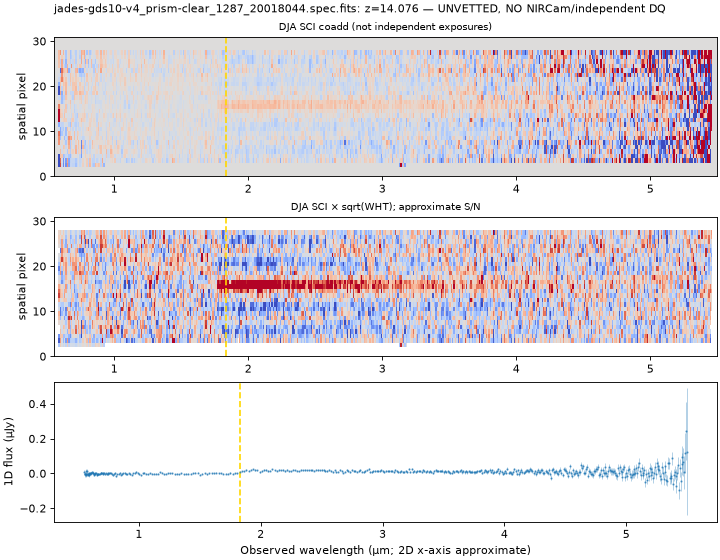 jades-gds10-v4_prism-clear_1287_20018044.spec.fits: z=14.076 — UNVETTED, NO NIRCam/independent DQ
DJA SCI coadd (not independent exposures)
spatial pixel
30
20
10
0
1 2 3 4 5
DJA SCI × sqrt(WHT); approximate S/N
spatial pixel
30
20
10
0
1 2 3 4 5
1D flux (μJy)
0.4
0.2
0.0
−0.2
1 2 3 4 5
Observed wavelength (μm; 2D x-axis approximate)